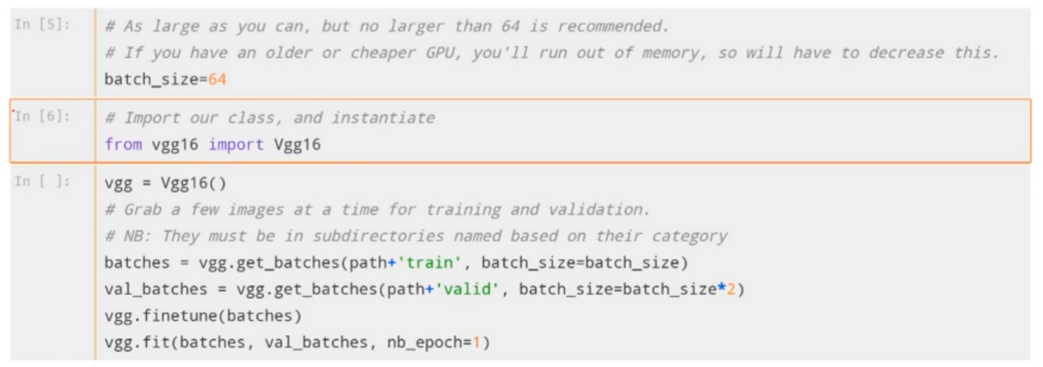 In [5]:
# As large as you can, but no larger than 64 is recommended.
# If you have an older or cheaper GPU, you'll run out of memory, so will have to decrease this.
batch_size=64
In [6]:
# Import our class, and instantiate
from vgg16 import Vgg16
In [ ]:
vgg = Vgg16()
# Grab a few images at a time for training and validation.
# NB: They must be in subdirectories named based on their category
batches = vgg.get_batches(path+'train', batch_size=batch_size)
val_batches = vgg.get_batches(path+'valid', batch_size=batch_size*2)
vgg.finetune(batches)
vgg.fit(batches, val_batches, nb_epoch=1)